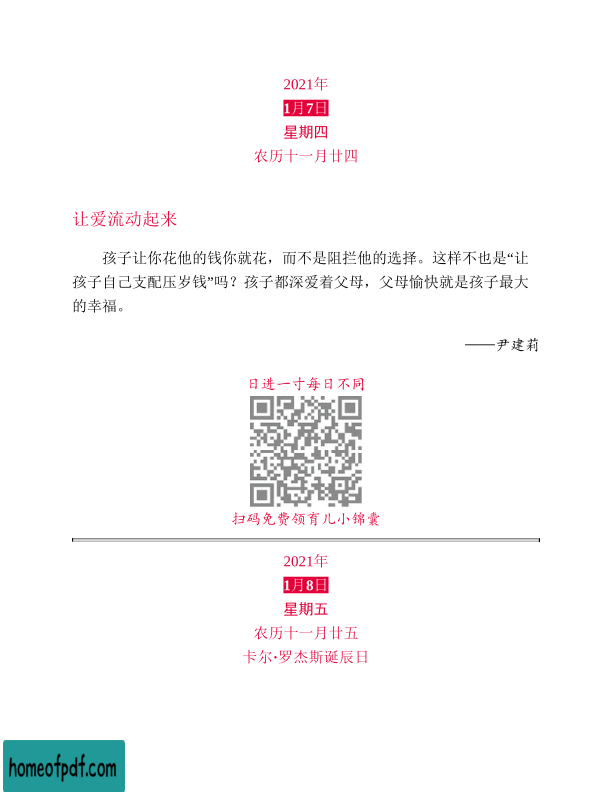 2021年
1月7日
星期四
农历十一月廿四
让爱流动起来
孩子让你花他的钱你就花，而不是阻拦他的选择。这样不也是“让
孩子自己支配压岁钱”吗？孩子都深爱着父母，父母愉快就是孩子最大
的幸福。
——尹建莉
日进一寸每日不同
扫码免费领育儿小锦囊
2021年
1月8日
星期五
农历十一月廿五
卡尔·罗杰斯诞辰日
homeofpdf.com